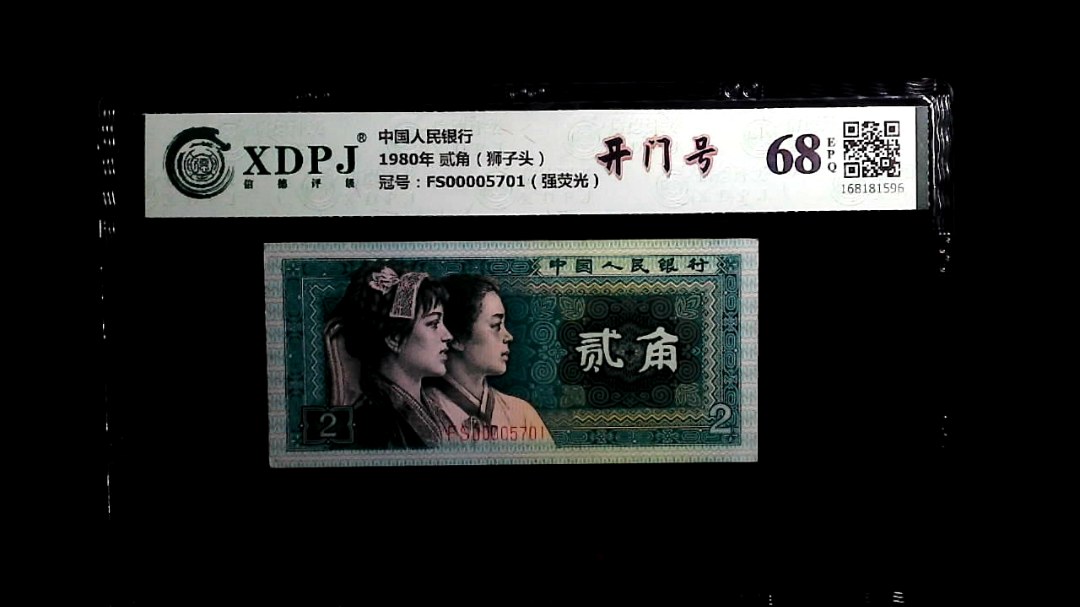 XDPJ®
信德评级
中国人民银行
1980年 贰角（狮子头）
冠号：FS00005701（强荧光）
开门号
68
EPQ
168181596
中国人民银行
贰角
2
FS00005701
2